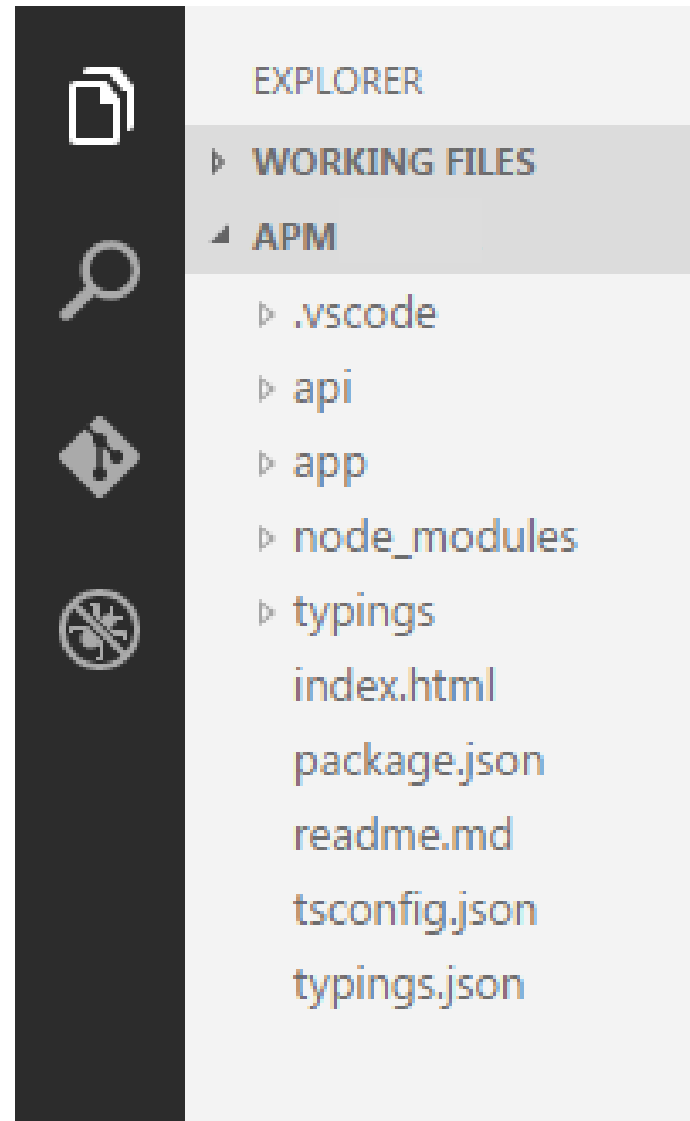 EXPLORER
WORKING FILES
APM
.vscode
api
app
node_modules
typings
index.html
package.json
readme.md
tsconfig.json
typings.json